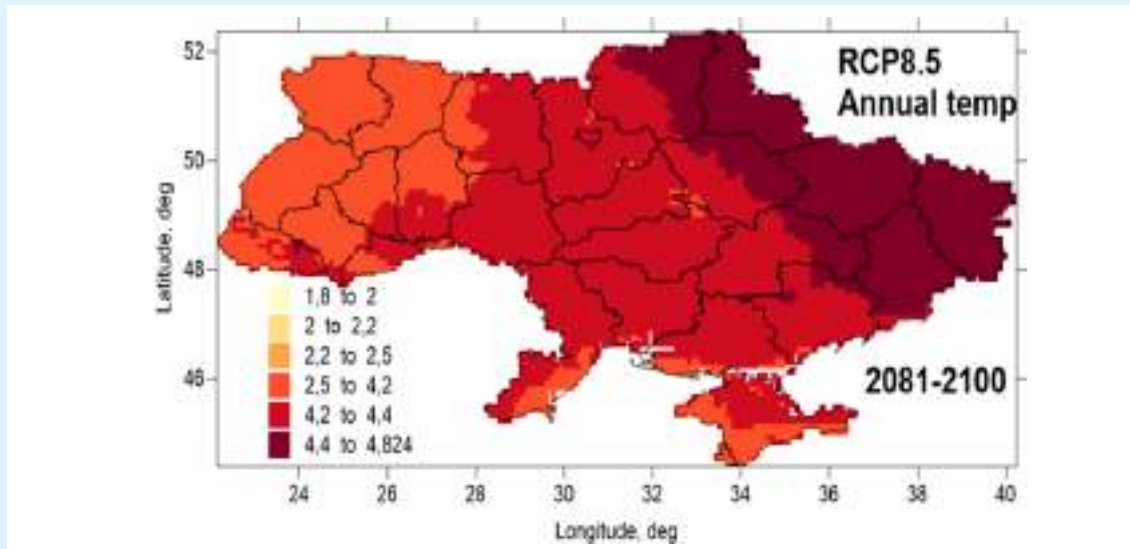 RCP8.5
Annual temp
52
50
48
46
Latitude, deg
1,8 to 2
2 to 2,2
2,2 to 2,5
2,5 to 4,2
4,2 to 4,4
4,4 to 4,824
2081-2100
24 26 28 30 32 34 36 38 40
Longitude, deg